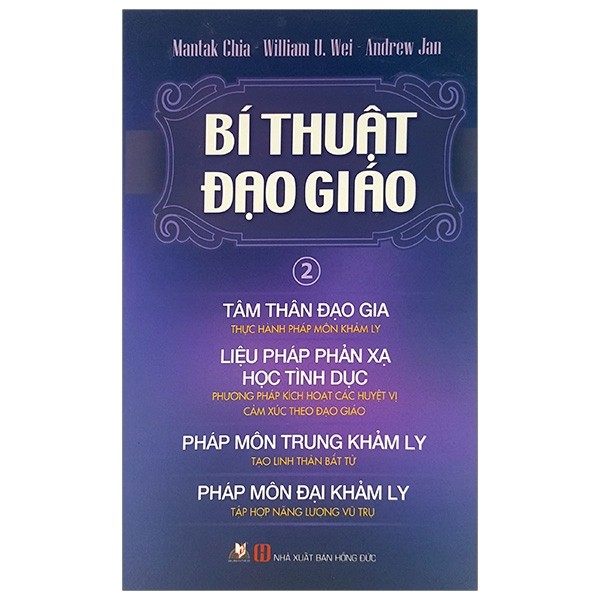 Mantak Chia - William U. Wei - Andrew Jan
BÍ THUẬT
ĐẠO GIÁO
2
TÂM THÂN ĐẠO GIA
THỰC HÀNH PHÁP MÔN KHẢM LY
LIỆU PHÁP PHẢN XẠ
HỌC TÌNH DỤC
PHƯƠNG PHÁP KÍCH HOẠT CÁC HUYỆT VỊ
CẢM XÚC THEO ĐẠO GIÁO
PHÁP MÔN TRUNG KHẢM LY
TẠO LINH THÂN BẤT TỬ
PHÁP MÔN ĐẠI KHẢM LY
TẬP HỢP NĂNG LƯỢNG VŨ TRỤ
NHÀ XUẤT BẢN HỒNG ĐỨC